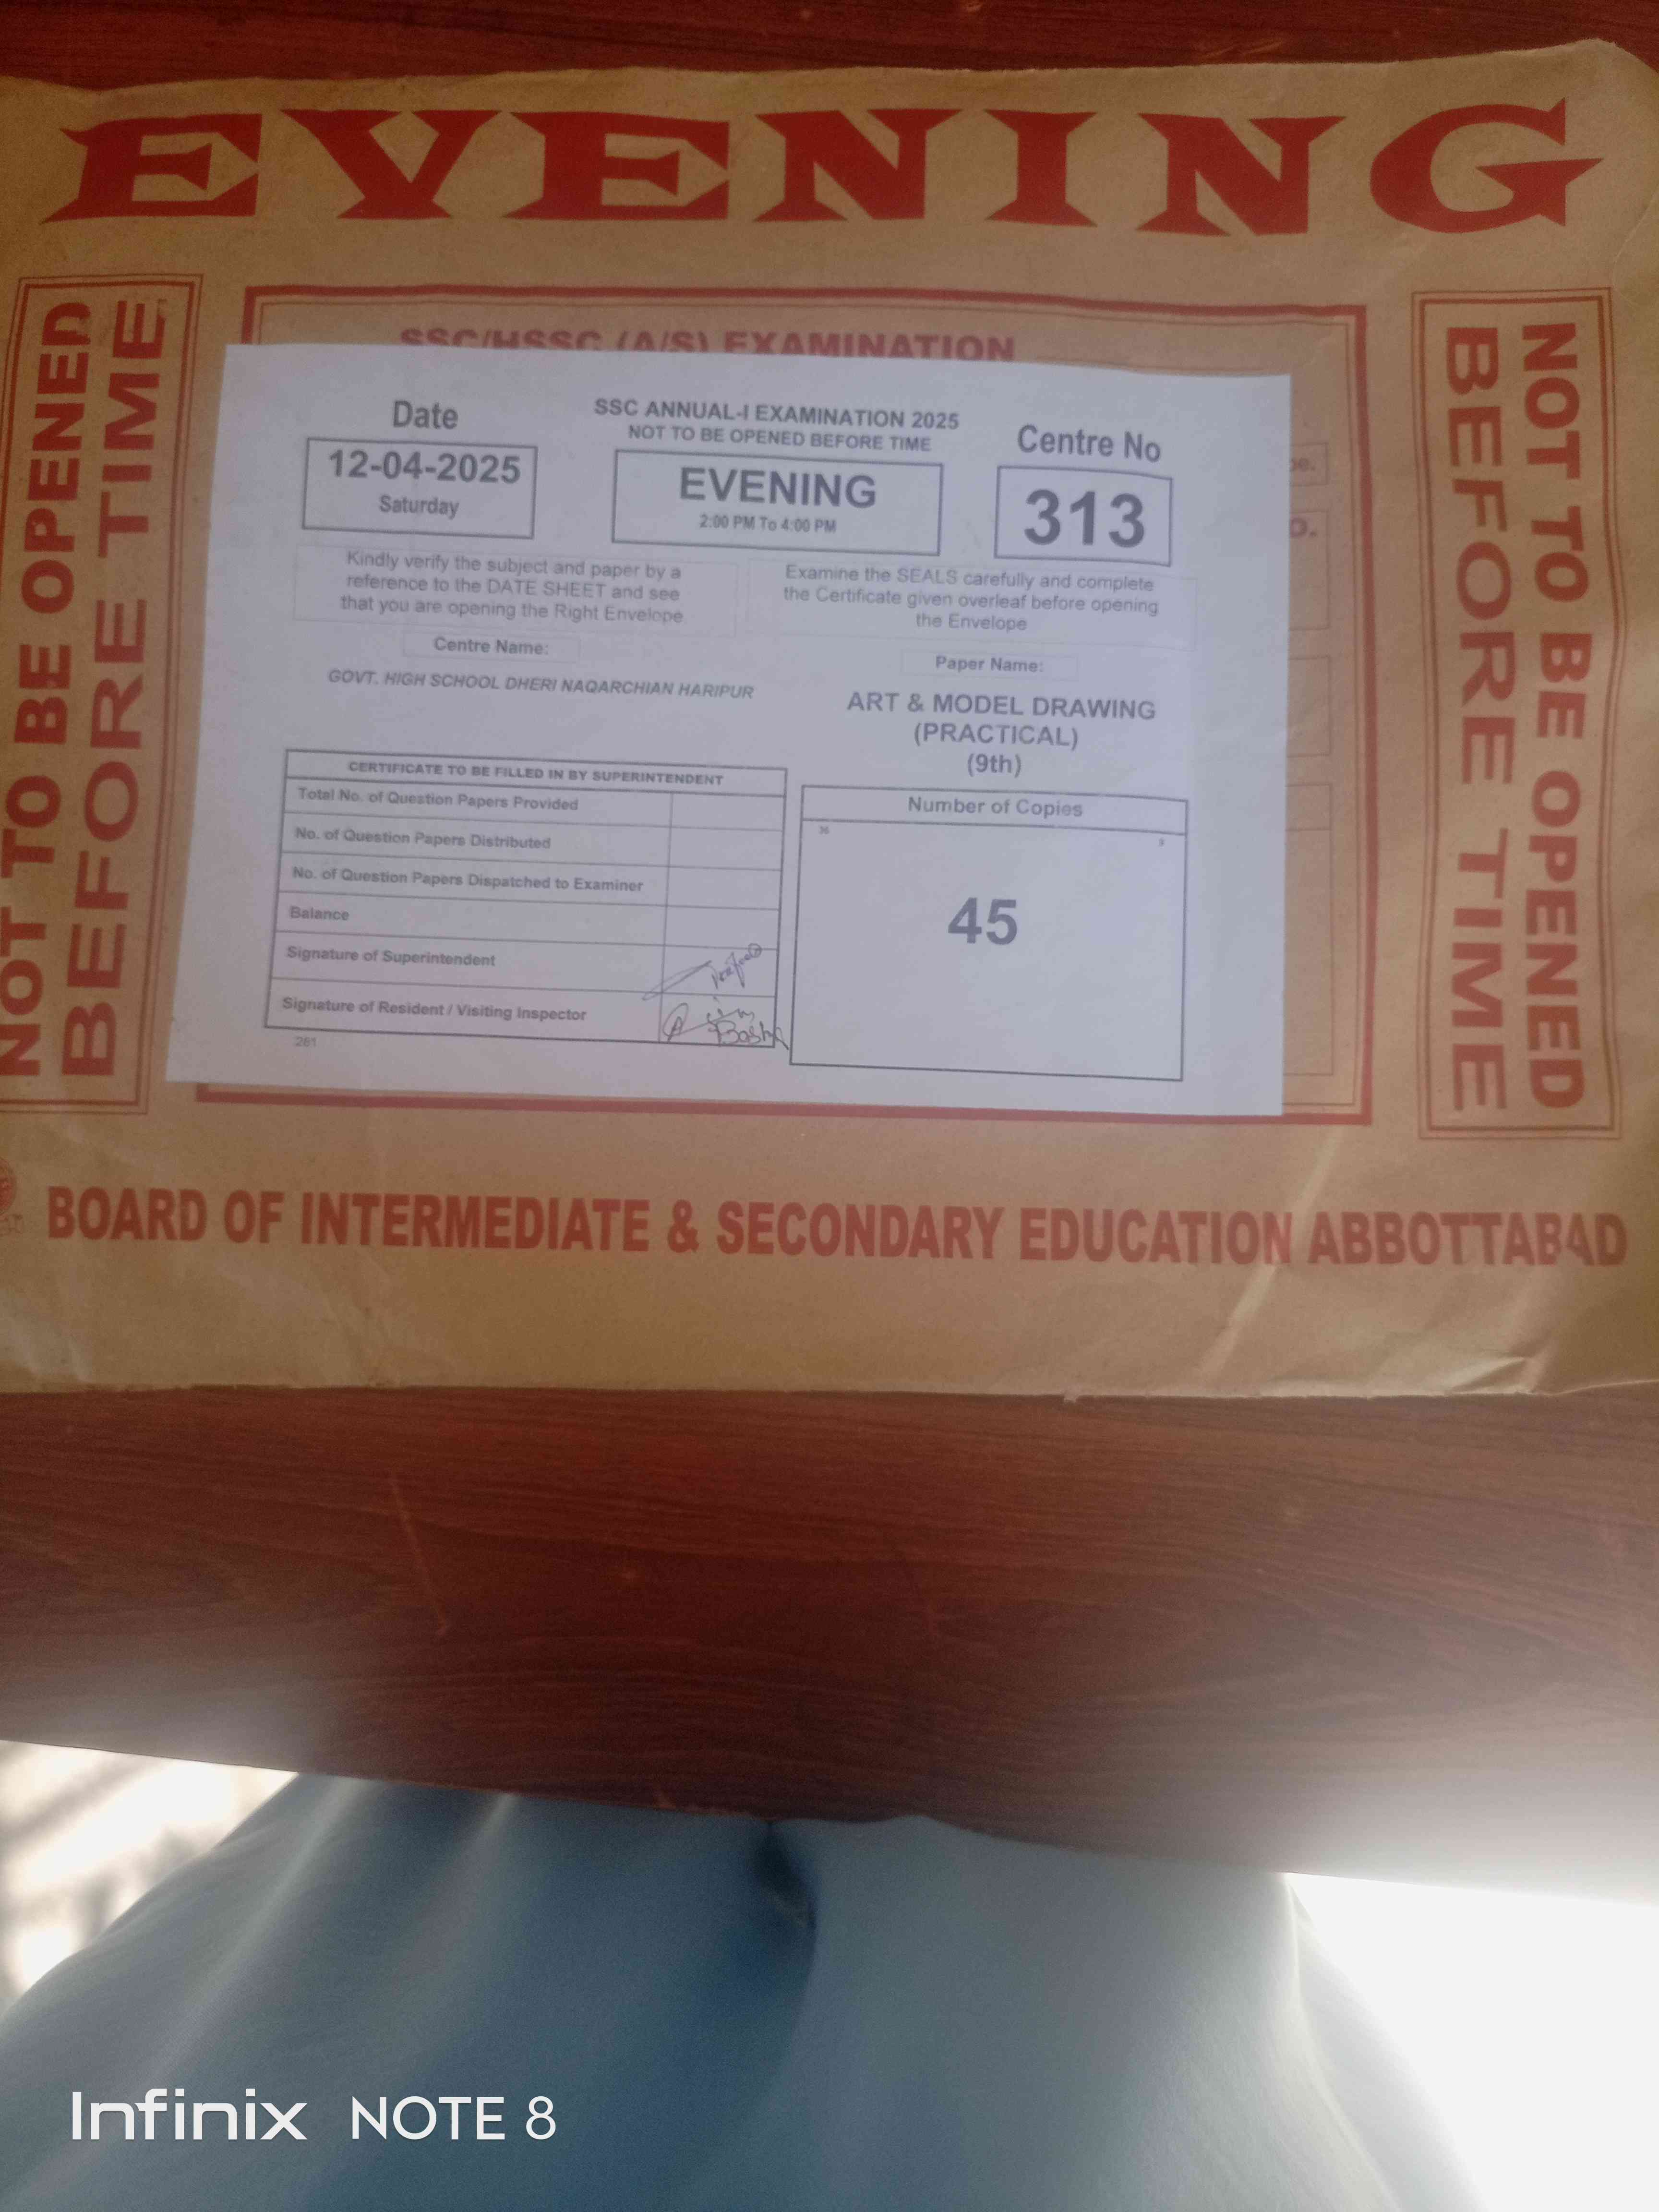 EVENING
NOT TO BE OPENED
BEFORE TIME
SSC/HSSC (A/S) EXAMINATION
Date
12-04-2025
Saturday
SSC ANNUAL-I EXAMINATION 2025
NOT TO BE OPENED BEFORE TIME
EVENING
2:00 PM To 4:00 PM
Centre No
313
Kindly verify the subject and paper by a
reference to the DATE SHEET and see
that you are opening the Right Envelope
Examine the SEALS carefully and complete
the Certificate given overleaf before opening
the Envelope
Centre Name:
GOVT. HIGH SCHOOL DHERI NAQARCHIAN HARIPUR
Paper Name:
ART & MODEL DRAWING
(PRACTICAL)
(9th)
CERTIFICATE TO BE FILLED IN BY SUPERINTENDENT
Total No. of Question Papers Provided
No. of Question Papers Distributed
No. of Question Papers Dispatched to Examiner
Balance
Signature of Superintendent
Signature of Resident / Visiting Inspector
261
Number of Copies
36 9
45
NOT TO BE OPENED
BEFORE TIME
BOARD OF INTERMEDIATE & SECONDARY EDUCATION ABBOTTABAD
Infinix NOTE 8